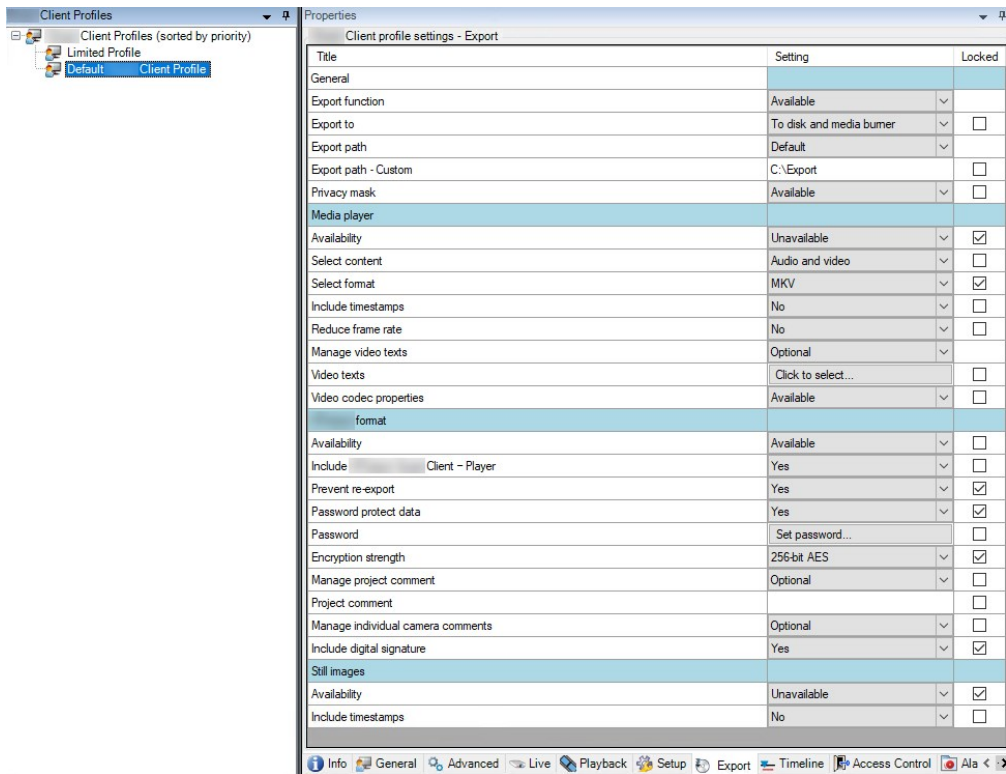 Client Profiles
Client Profiles (sorted by priority)
Limited Profile
Default Client Profile
Properties
Client profile settings - Export
Title Setting Locked
General
Export function Available
Export to To disk and media burner
Export path Default
Export path - Custom C:\Export
Privacy mask Available
Media player
Availability Unavailable
Select content Audio and video
Select format MKV
Include timestamps No
Reduce frame rate No
Manage video texts Optional
Video texts Click to select...
Video codec properties Available
format
Availability Available
Include Client – Player Yes
Prevent re-export Yes
Password protect data Yes
Password Set password...
Encryption strength 256-bit AES
Manage project comment Optional
Project comment
Manage individual camera comments Optional
Include digital signature Yes
Still images
Availability Unavailable
Include timestamps No
Info General Advanced Live Playback Setup Export Timeline Access Control Ala